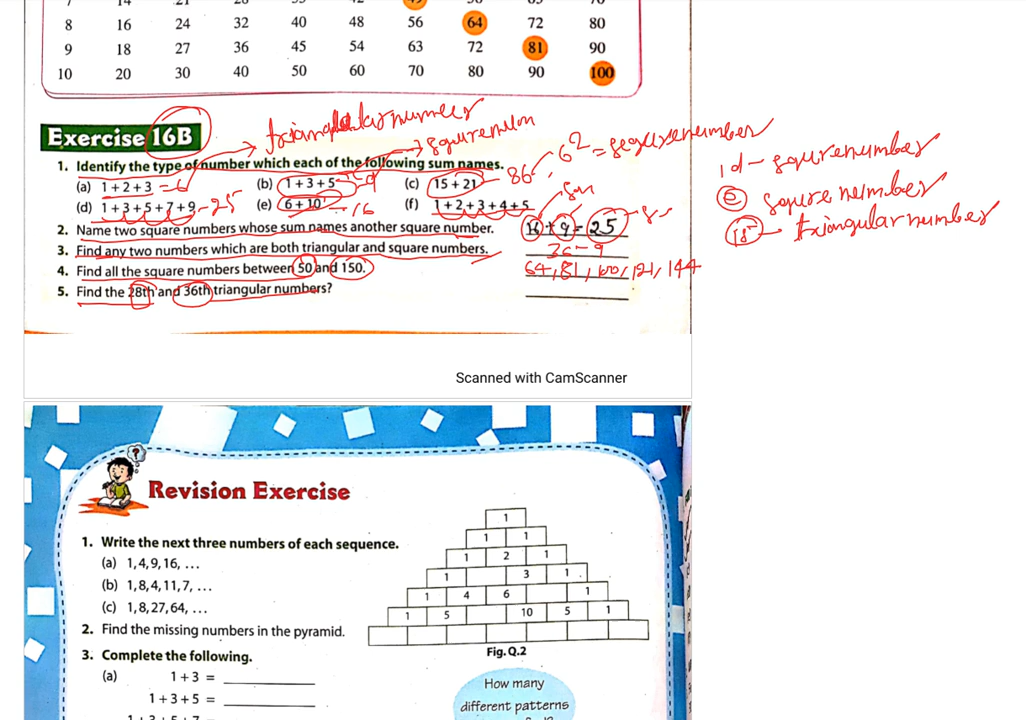 8 16 24 32 40 48 56 64 72 80
9 18 27 36 45 54 63 72 81 90
10 20 30 40 50 60 70 80 90 100
Exercise 16B
1. Identify the type of number which each of the following sum names.
(a) 1 + 2 + 3 = 6 (b) 1 + 3 + 5 - 9 (c) 15 + 21 - 86 6² = seqursenumber
(d) 1 + 3 + 5 + 7 + 9 - 25 (e) 6 + 10 - 16 (f) 1 + 2 + 3 + 4 + 5
1d - squrenumber
(e) squre number
(15) - triangular number
2. Name two square numbers whose sum names another square number. 16 + 9 = 25
3. Find any two numbers which are both triangular and square numbers. 36 - 9
4. Find all the square numbers between 50 and 150. 64, 81, 100, 121, 144
5. Find the 28th and 36th triangular numbers?
Scanned with CamScanner
?
Revision Exercise
1. Write the next three numbers of each sequence.
(a) 1,4,9,16, ...
(b) 1,8,4,11,7, ...
(c) 1,8,27,64, ...
2. Find the missing numbers in the pyramid.
3. Complete the following.
(a) 1 + 3 =
1 + 3 + 5 =
1
1 1
1 2 1
1 3 1
1 4 6 1
1 5 10 5 1
Fig. Q.2
How many
different patterns